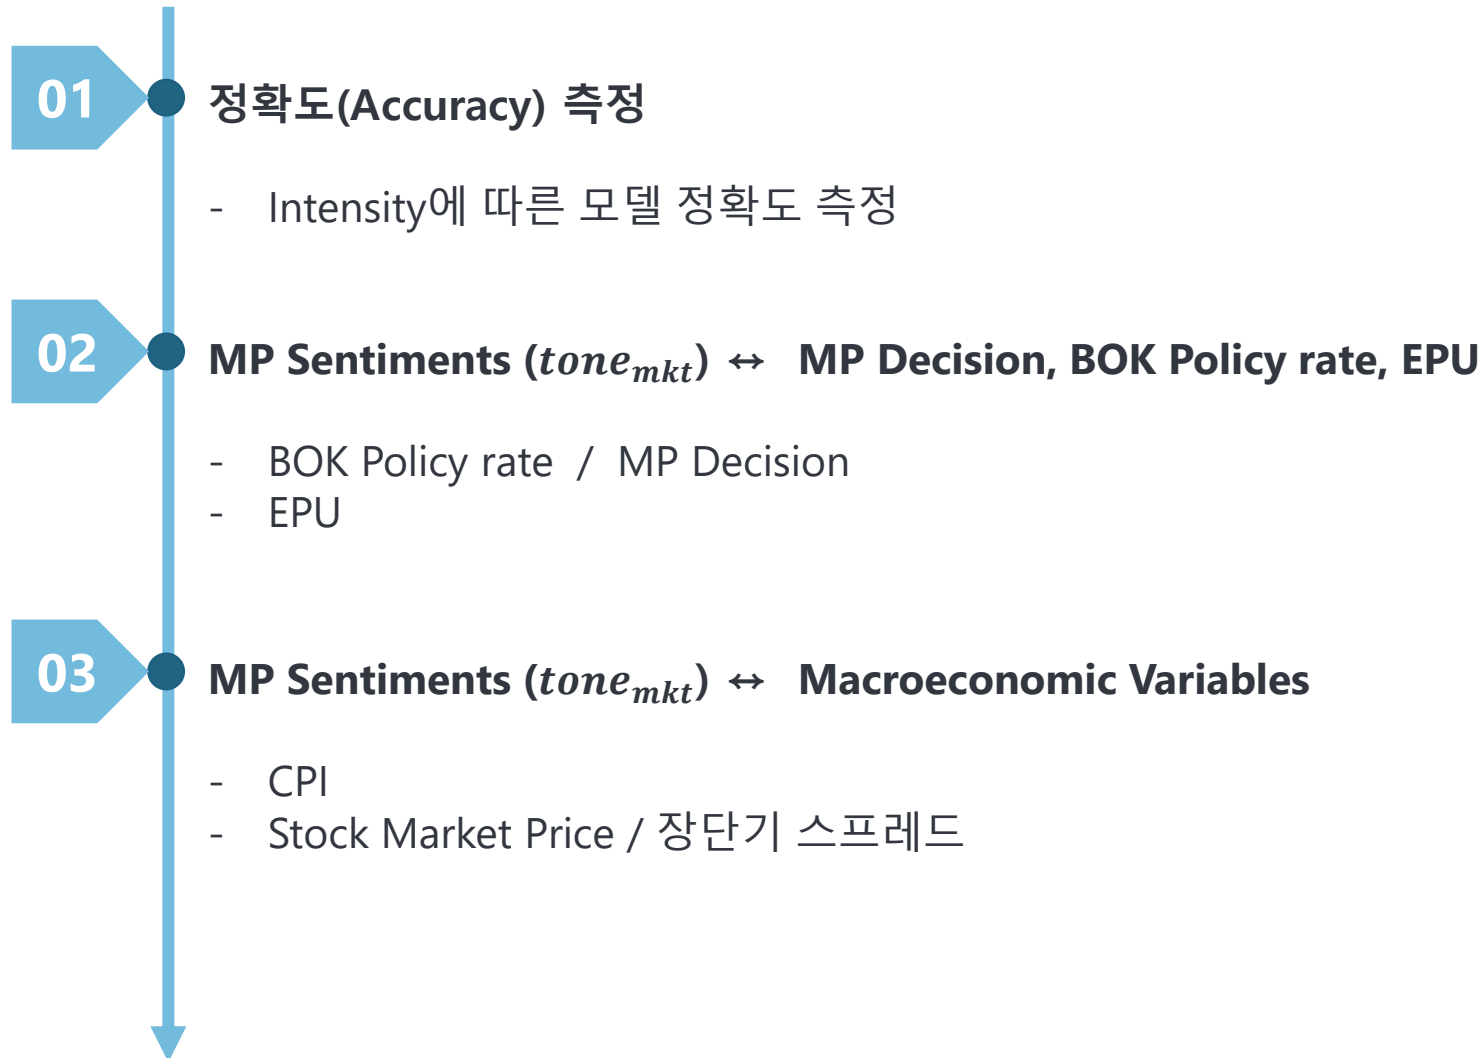 01
정확도(Accuracy) 측정
- Intensity에 따른 모델 정확도 측정
02
MP Sentiments (tone_mkt) ↔ MP Decision, BOK Policy rate, EPU
- BOK Policy rate / MP Decision
- EPU
03
MP Sentiments (tone_mkt) ↔ Macroeconomic Variables
- CPI
- Stock Market Price / 장단기 스프레드